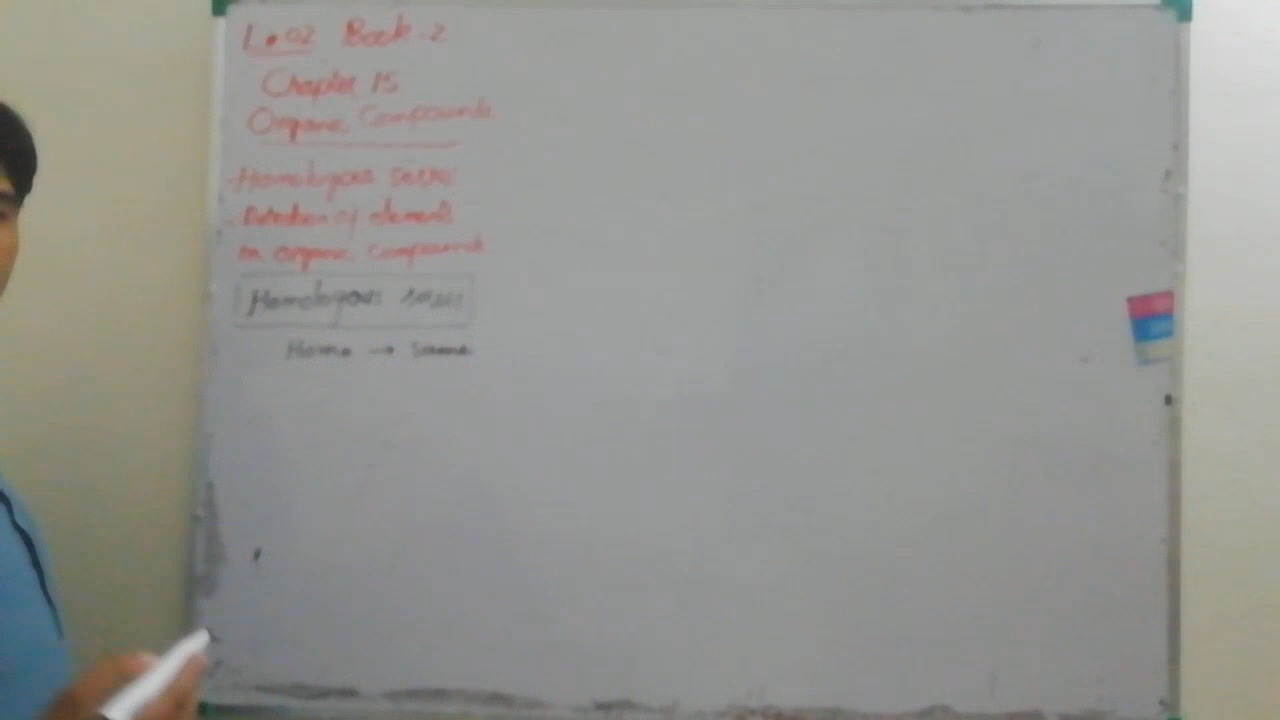 L.02 Book-2
Chapter 15
Organic Compounds
- Homologous series
- Detection of elements
in organic compounds
Homologous series
Homo → Same